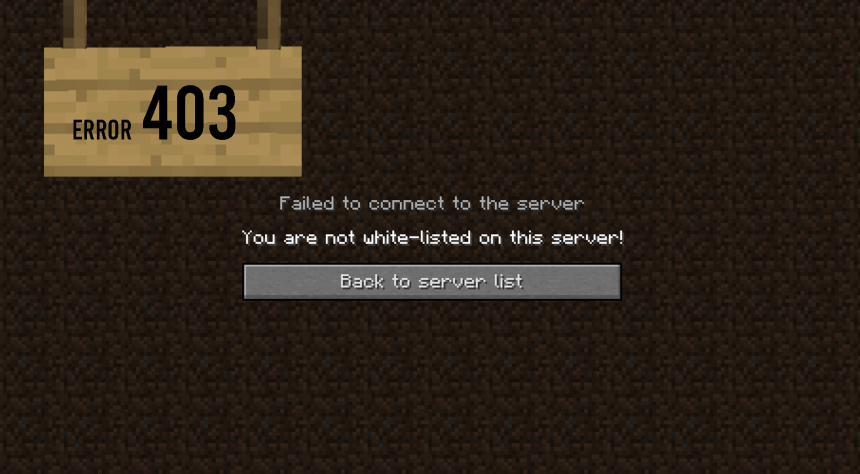 ERROR 403
Failed to connect to the server
You are not white-listed on this server!
Back to server list